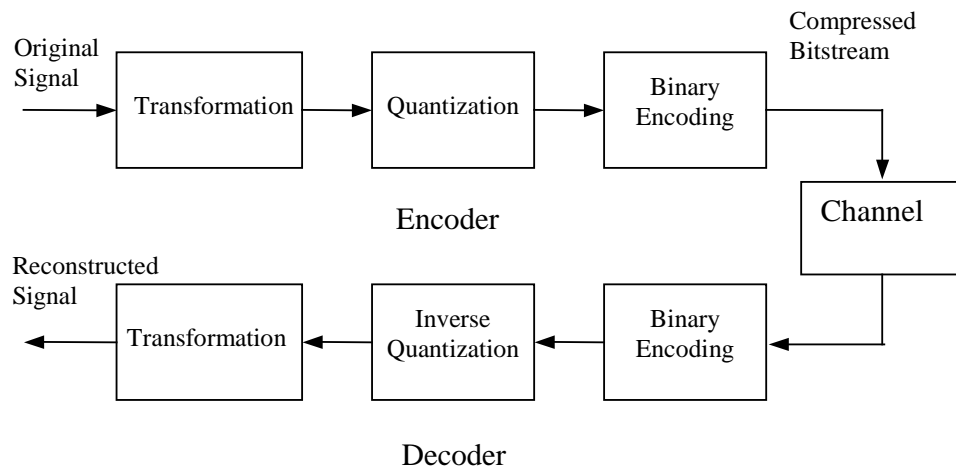 Original
Signal
Transformation
Quantization
Binary
Encoding
Compressed
Bitstream
Encoder
Channel
Reconstructed
Signal
Transformation
Inverse
Quantization
Binary
Encoding
Decoder